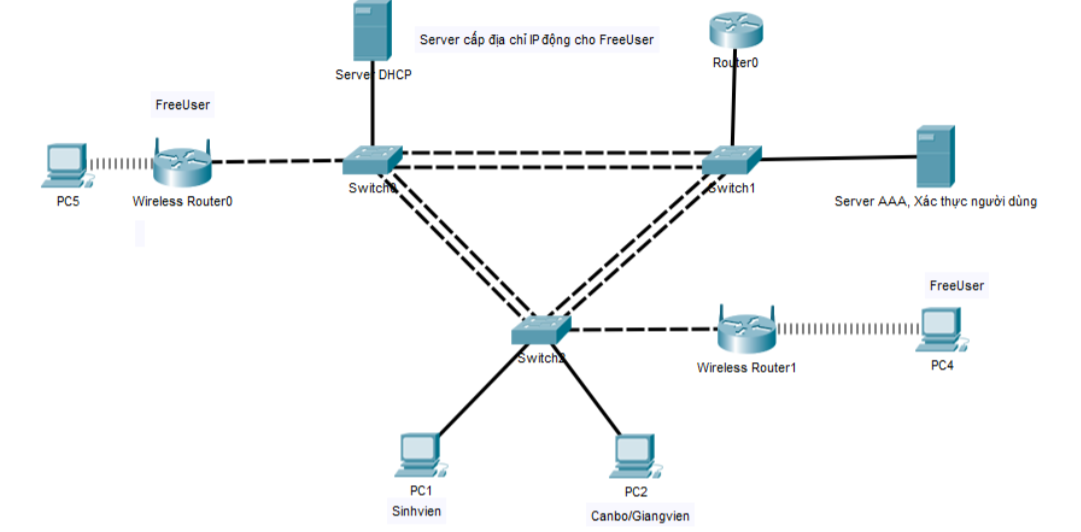 Server cấp địa chỉ IP động cho FreeUser
Router0
Server DHCP
FreeUser
PC5
Wireless Router0
Switch0
Switch1
Server AAA, Xác thực người dùng
FreeUser
Switch2
Wireless Router1
PC4
PC1
Sinhvien
PC2
Canbo/Giangvien